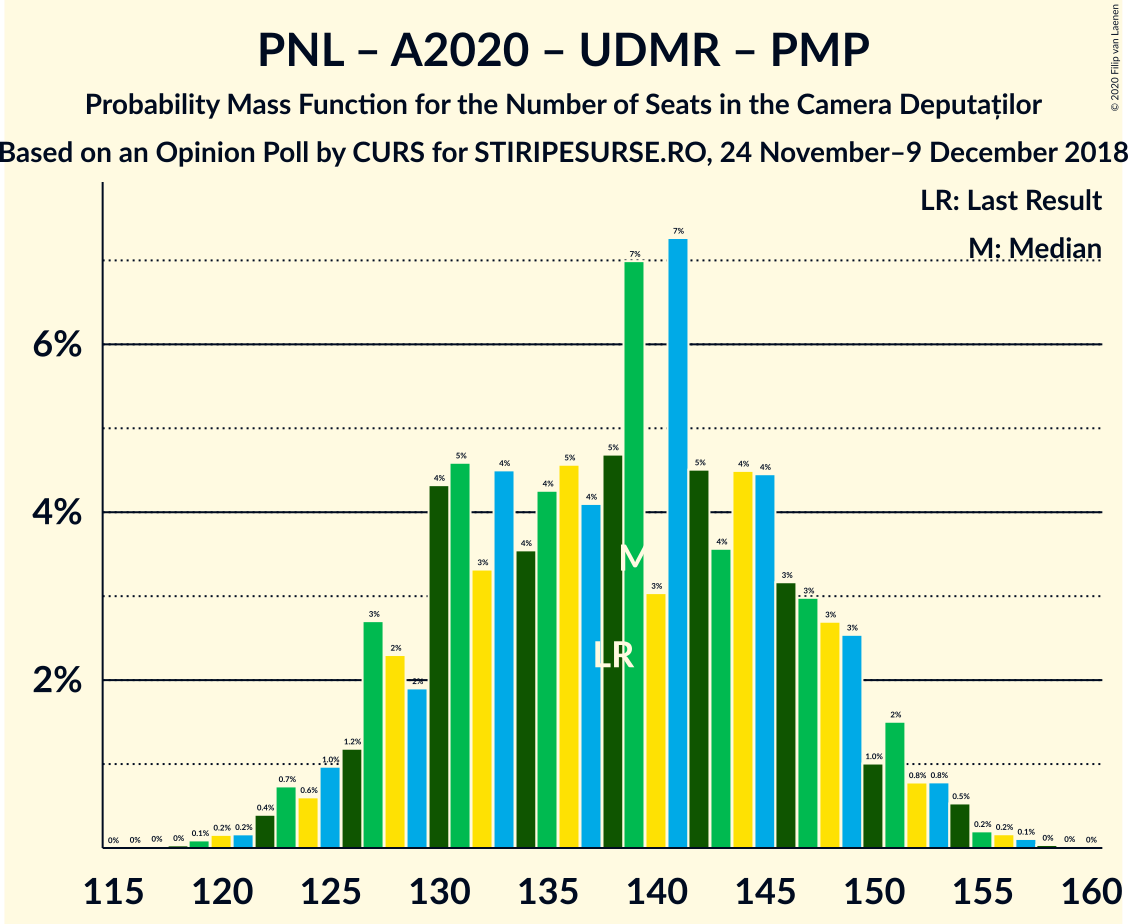 PNL – A2020 – UDMR – PMP
Probability Mass Function for the Number of Seats in the Camera Deputaților
Based on an Opinion Poll by CURS for STIRIPESURSE.RO, 24 November–9 December 2018
© 2020 Filip van Laenen
LR: Last Result
M: Median
6%
4%
2%
0% 0% 0% 0% 0.1% 0.2% 0.2% 0.4% 0.7% 0.6% 1.0% 1.2% 3% 2% 2% 4% 5% 3% 4% 4% 4% 5% 4% 5% 7% 3% 7% 5% 4% 4% 4% 3% 3% 3% 3% 1.0% 2% 0.8% 0.8% 0.5% 0.2% 0.2% 0.1% 0% 0% 0%
M
LR
115 120 125 130 135 140 145 150 155 160